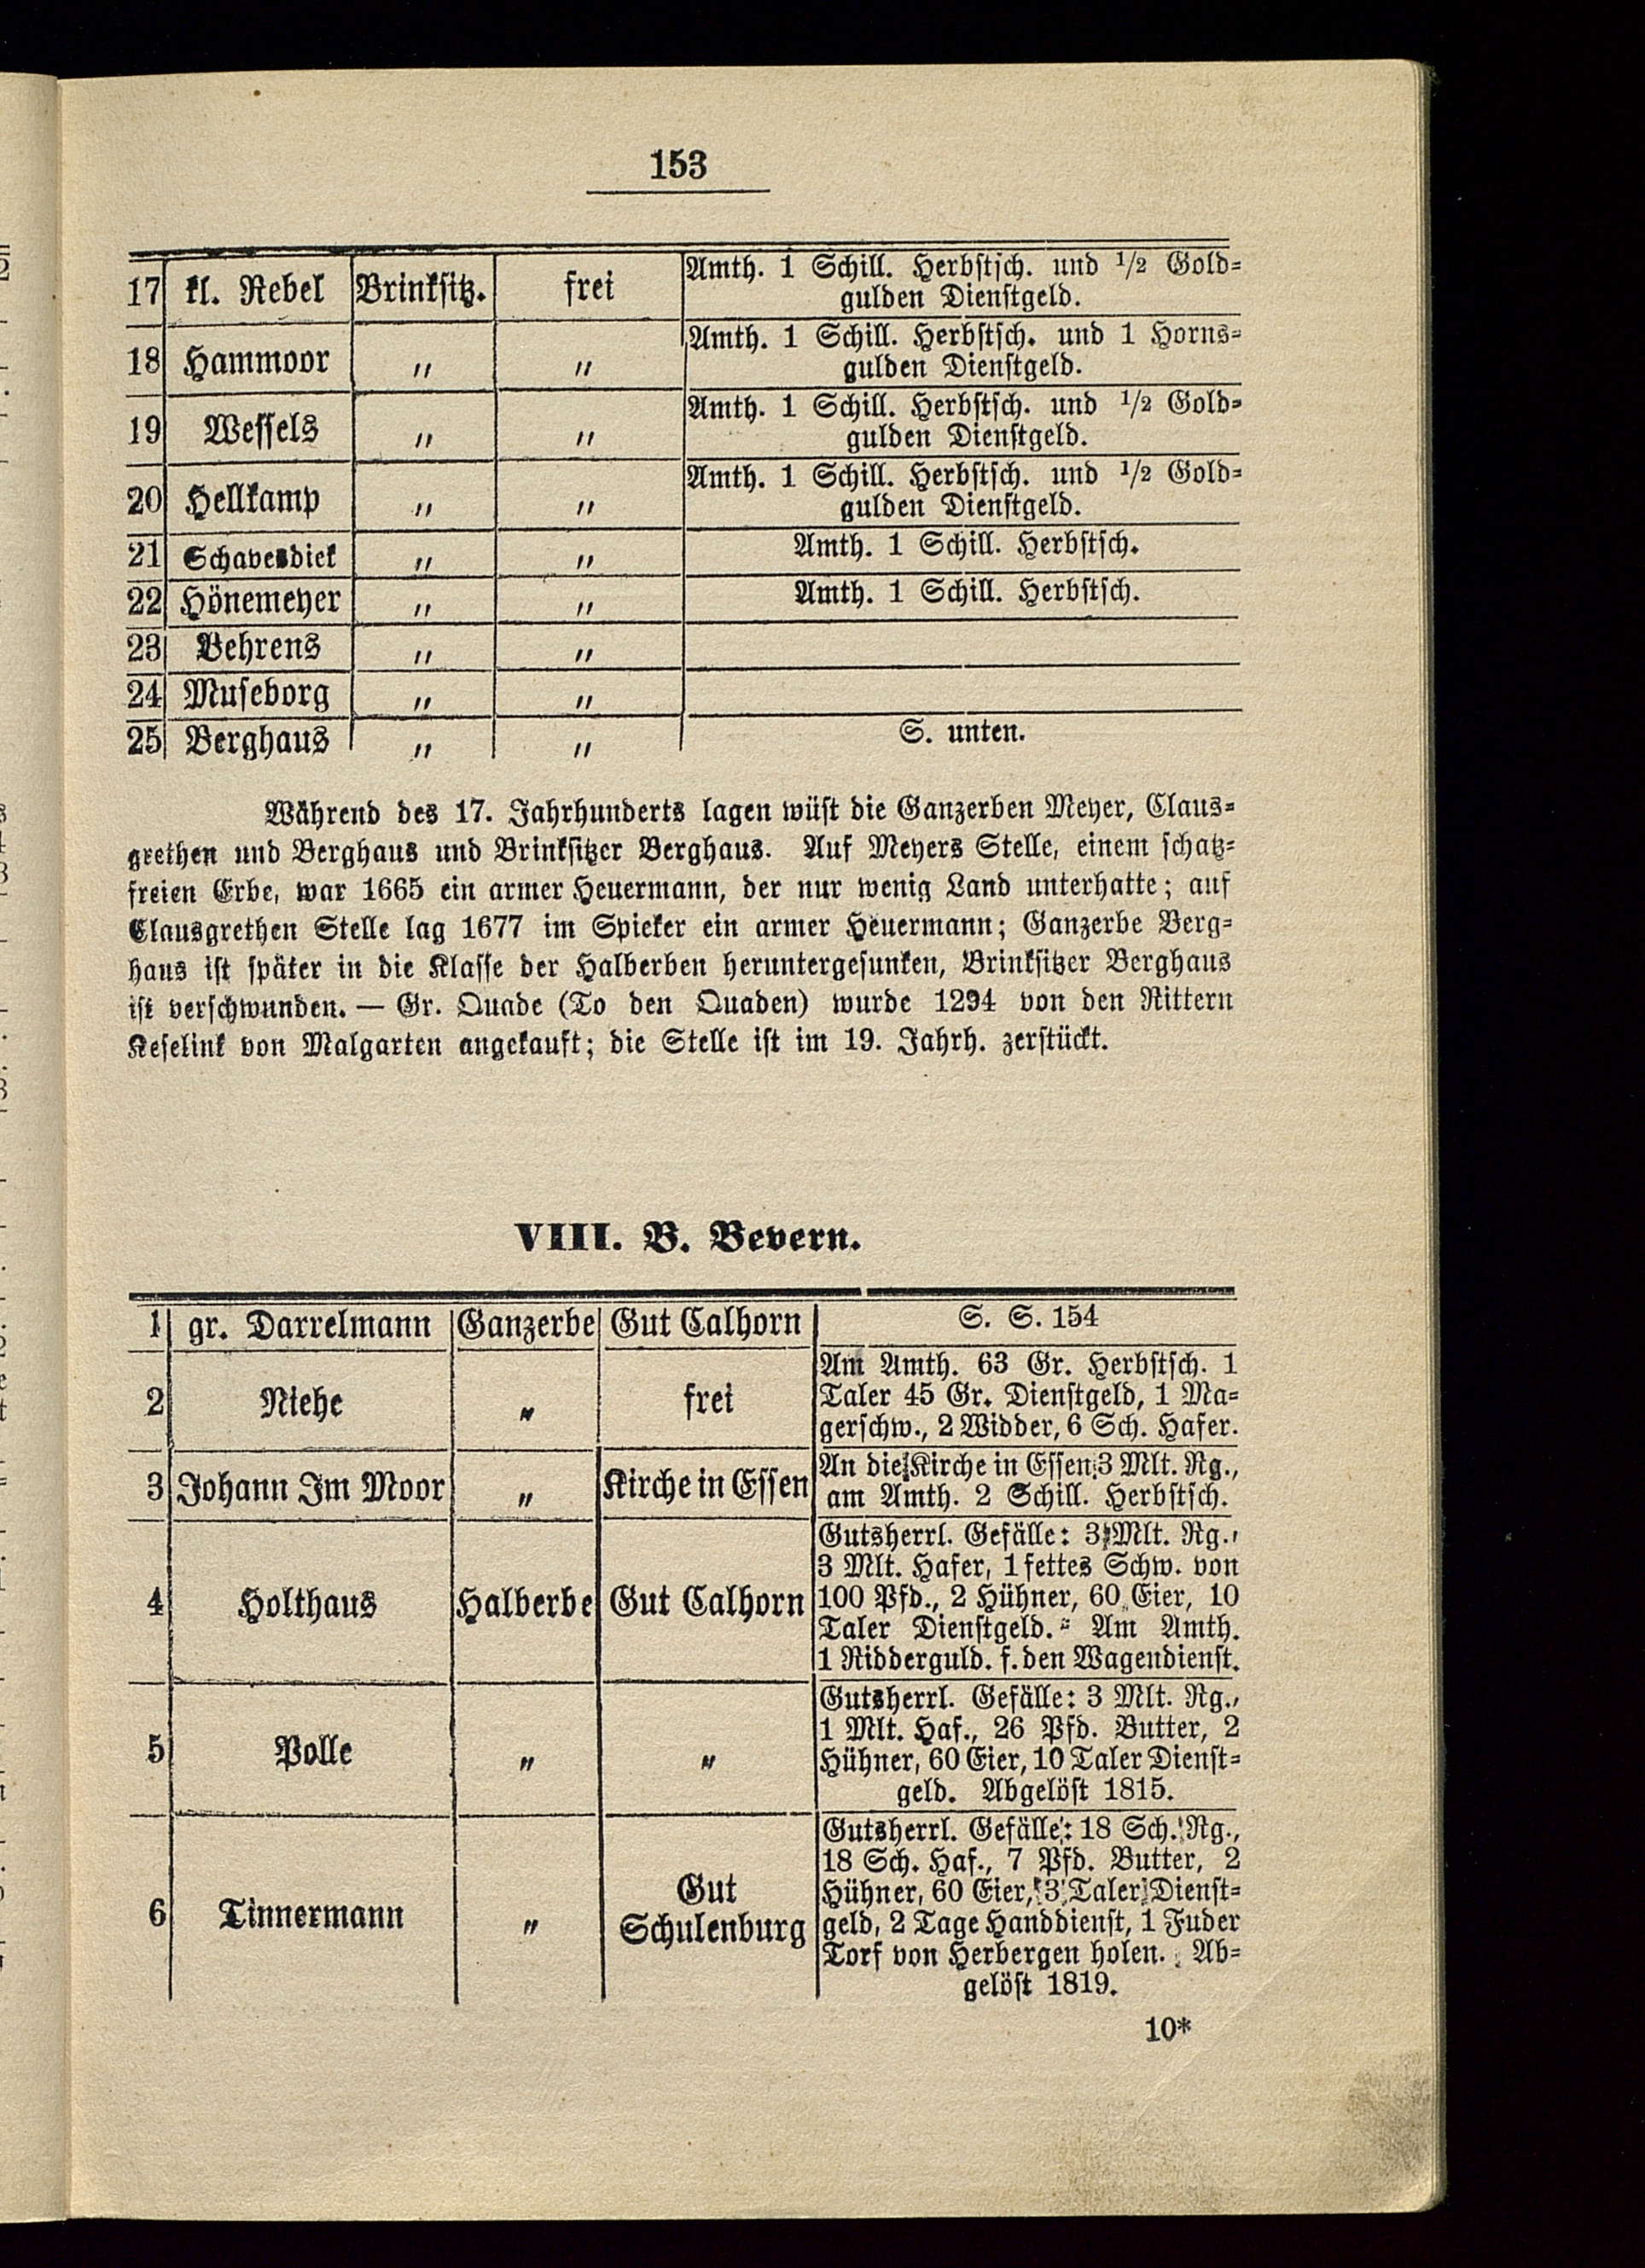 153
17 kl. Rebel Brinksitz. frei Amth. 1 Schill. Herbstsch. und 1/2 Gold-
gulden Dienstgeld.
18 Hammoor " " Amth. 1 Schill. Herbstsch. und 1 Horns-
gulden Dienstgeld.
19 Wessels " " Amth. 1 Schill. Herbstsch. und 1/2 Gold-
gulden Dienstgeld.
20 Hellkamp " " Amth. 1 Schill. Herbstsch. und 1/2 Gold-
gulden Dienstgeld.
21 Schavesdiek " " Amth. 1 Schill. Herbstsch.
22 Hönemeyer " " Amth. 1 Schill. Herbstsch.
23 Behrens " "
24 Museborg " "
25 Berghaus " " S. unten.
Während des 17. Jahrhunderts lagen wüst die Ganzerben Meyer, Claus-
grethen und Berghaus und Brinksitzer Berghaus. Auf Meyers Stelle, einem schatz-
freien Erbe, war 1665 ein armer Heuermann, der nur wenig Land unterhatte; auf
Clausgrethen Stelle lag 1677 im Spieker ein armer Heuermann; Ganzerbe Berg-
haus ist später in die Klasse der Halberben heruntergesunken, Brinksitzer Berghaus
ist verschwunden. — Gr. Quade (To den Quaden) wurde 1294 von den Rittern
Keselink von Malgarten angekauft; die Stelle ist im 19. Jahrh. zerstückt.
VIII. B. Bevern.
1 gr. Darrelmann Ganzerbe Gut Calhorn S. S. 154
2 Niehe " frei Am Amth. 63 Gr. Herbstsch. 1
Taler 45 Gr. Dienstgeld, 1 Ma-
gerschw., 2 Widder, 6 Sch. Hafer.
3 Johann Im Moor " Kirche in Essen An die Kirche in Essen 3 Mlt. Rg.,
am Amth. 2 Schill. Herbstsch.
4 Holthaus Halberbe Gut Calhorn Gutsherrl. Gefälle: 3 Mlt. Rg.,
3 Mlt. Hafer, 1 fettes Schw. von
100 Pfd., 2 Hühner, 60 Eier, 10
Taler Dienstgeld. Am Amth.
1 Ridderguld. f. den Wagendienst.
5 Polle " " Gutsherrl. Gefälle: 3 Mlt. Rg.,
1 Mlt. Haf., 26 Pfd. Butter, 2
Hühner, 60 Eier, 10 Taler Dienst-
geld. Abgelöst 1815.
6 Tinnermann " Gut Schulenburg Gutsherrl. Gefälle: 18 Sch. Rg.,
18 Sch. Haf., 7 Pfd. Butter, 2
Hühner, 60 Eier, 3 Taler Dienst-
geld, 2 Tage Handdienst, 1 Fuder
Torf von Herbergen holen. Ab-
gelöst 1819.
10*